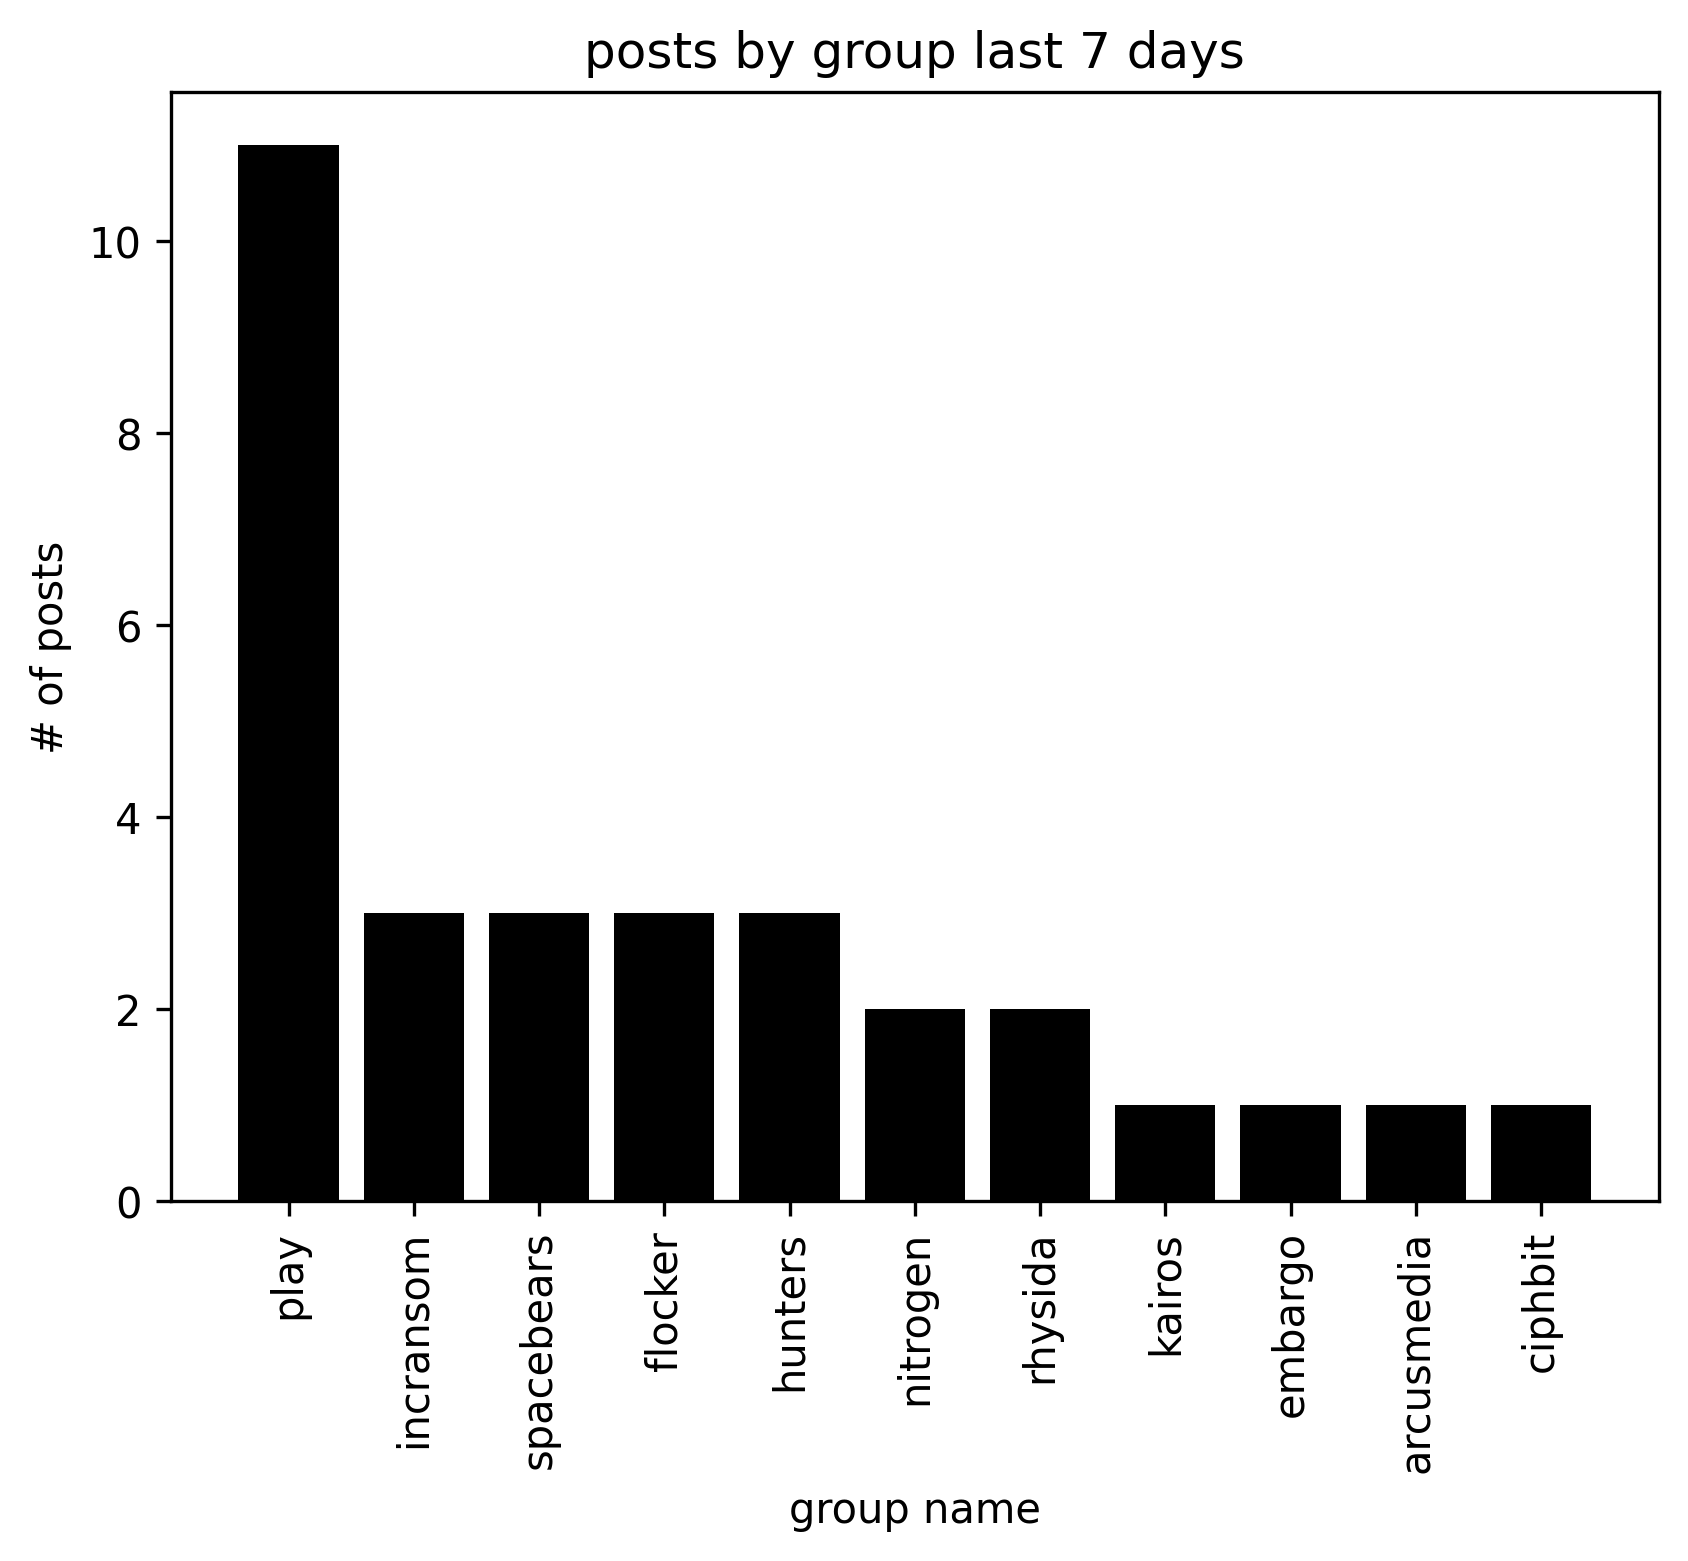 posts by group last 7 days
# of posts
10
8
6
4
2
0
play
incransom
spacebears
flocker
hunters
nitrogen
rhysida
kairos
embargo
arcusmedia
ciphbit
group name